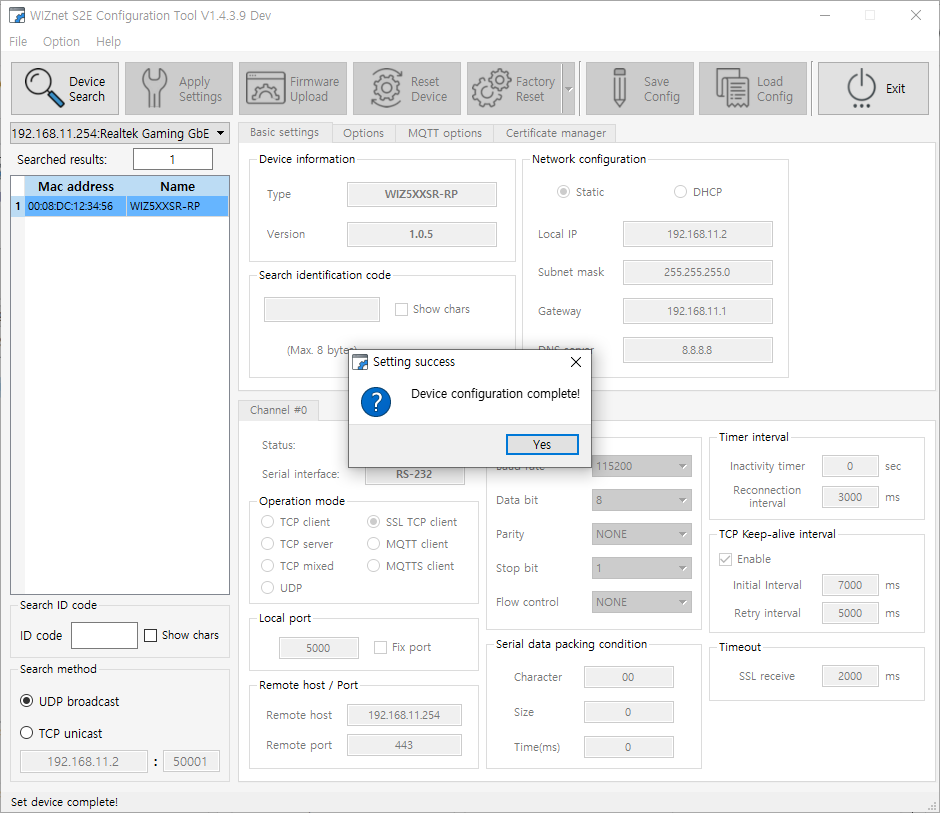 WIZnet S2E Configuration Tool V1.4.3.9 Dev
File Option Help
Device Search
Apply Settings
Firmware Upload
Reset Device
Factory Reset
Save Config
Load Config
Exit
192.168.11.254:Realtek Gaming GbE
Searched results: 1
Mac address Name
1 00:08:DC:12:34:56 WIZ5XXSR-RP
Search ID code
ID code Show chars
Search method
UDP broadcast
TCP unicast
192.168.11.2 : 50001
Basic settings Options MQTT options Certificate manager
Device information
Type WIZ5XXSR-RP
Version 1.0.5
Search identification code
Show chars
(Max. 8 bytes)
Network configuration
Static DHCP
Local IP 192.168.11.2
Subnet mask 255.255.255.0
Gateway 192.168.11.1
DNS server 8.8.8.8
Setting success
?
Device configuration complete!
Yes
Channel #0
Status:
Serial interface: RS-232
Operation mode
TCP client SSL TCP client
TCP server MQTT client
TCP mixed MQTTS client
UDP
Local port
5000 Fix port
Remote host / Port
Remote host 192.168.11.254
Remote port 443
Baud rate 115200
Data bit 8
Parity NONE
Stop bit 1
Flow control NONE
Serial data packing condition
Character 00
Size 0
Time(ms) 0
Timer interval
Inactivity timer 0 sec
Reconnection interval 3000 ms
TCP Keep-alive interval
Enable
Initial Interval 7000 ms
Retry interval 5000 ms
Timeout
SSL receive 2000 ms
Set device complete!